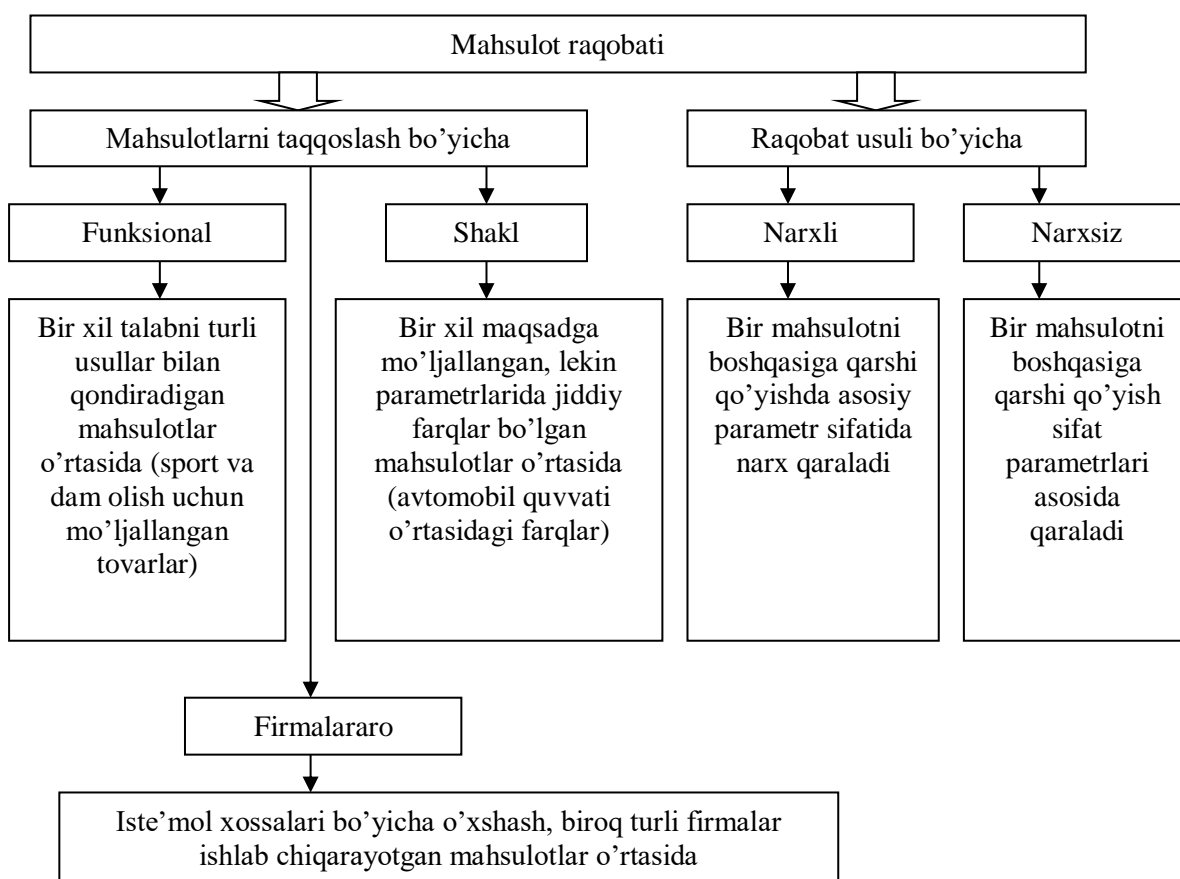 Mahsulot raqobati
Mahsulotlarni taqqoslash bo’yicha
Raqobat usuli bo’yicha
Funksional
Shakl
Narxli
Narxsiz
Bir xil talabni turli
usullar bilan
qondiradigan
mahsulotlar
o’rtasida (sport va
dam olish uchun
mo’ljallangan
tovarlar)
Bir xil maqsadga
mo’ljallangan, lekin
parametrlarida jiddiy
farqlar bo’lgan
mahsulotlar o’rtasida
(avtomobil quvvati
o’rtasidagi farqlar)
Bir mahsulotni
boshqasiga qarshi
qo’yishda asosiy
parametr sifatida
narx qaraladi
Bir mahsulotni
boshqasiga
qarshi qo’yish
sifat
parametrlari
asosida
qaraladi
Firmalararo
Iste’mol xossalari bo’yicha o’xshash, biroq turli firmalar
ishlab chiqarayotgan mahsulotlar o’rtasida